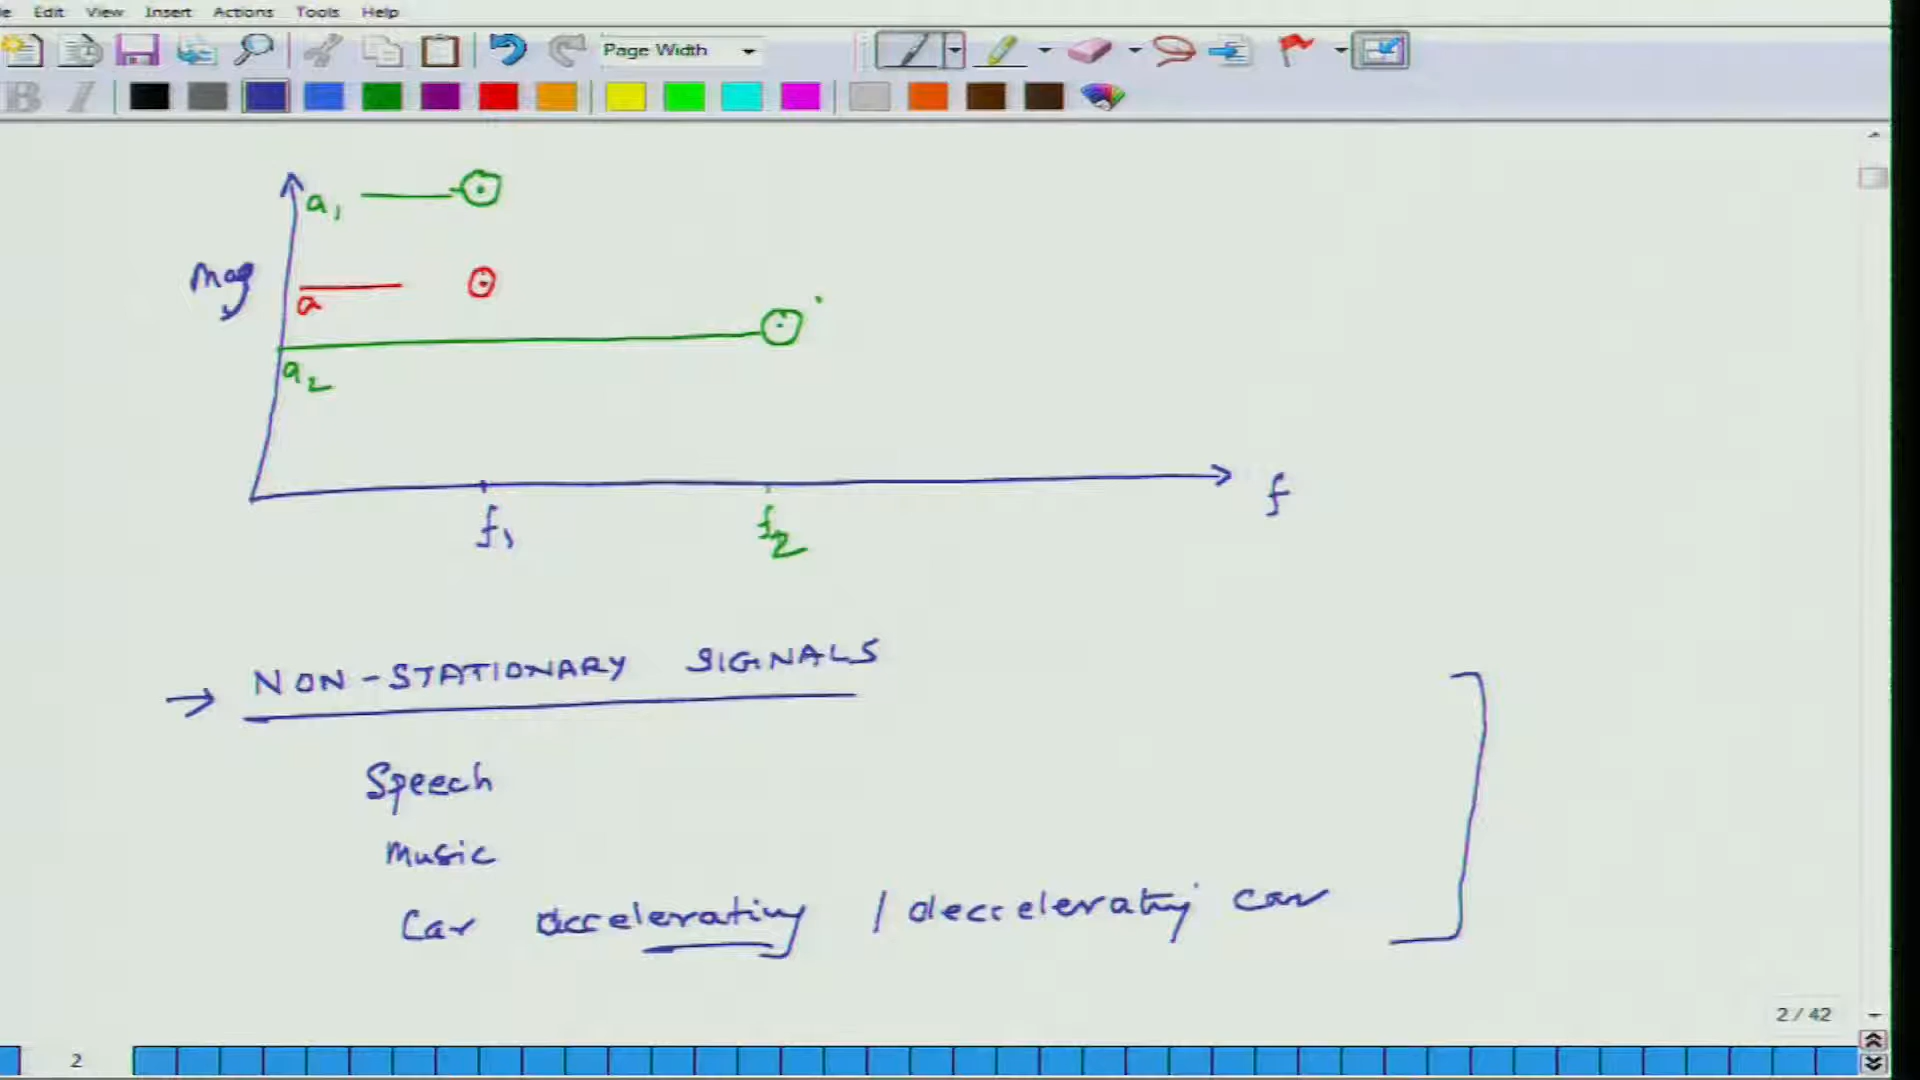 Edit View Insert Actions Tools Help
Page Width
B I
a1
Mag
a
a2
f
f1
f2
→ NON-STATIONARY SIGNALS
Speech
Music
Car accelerating / deccelerating car
2 / 42
2